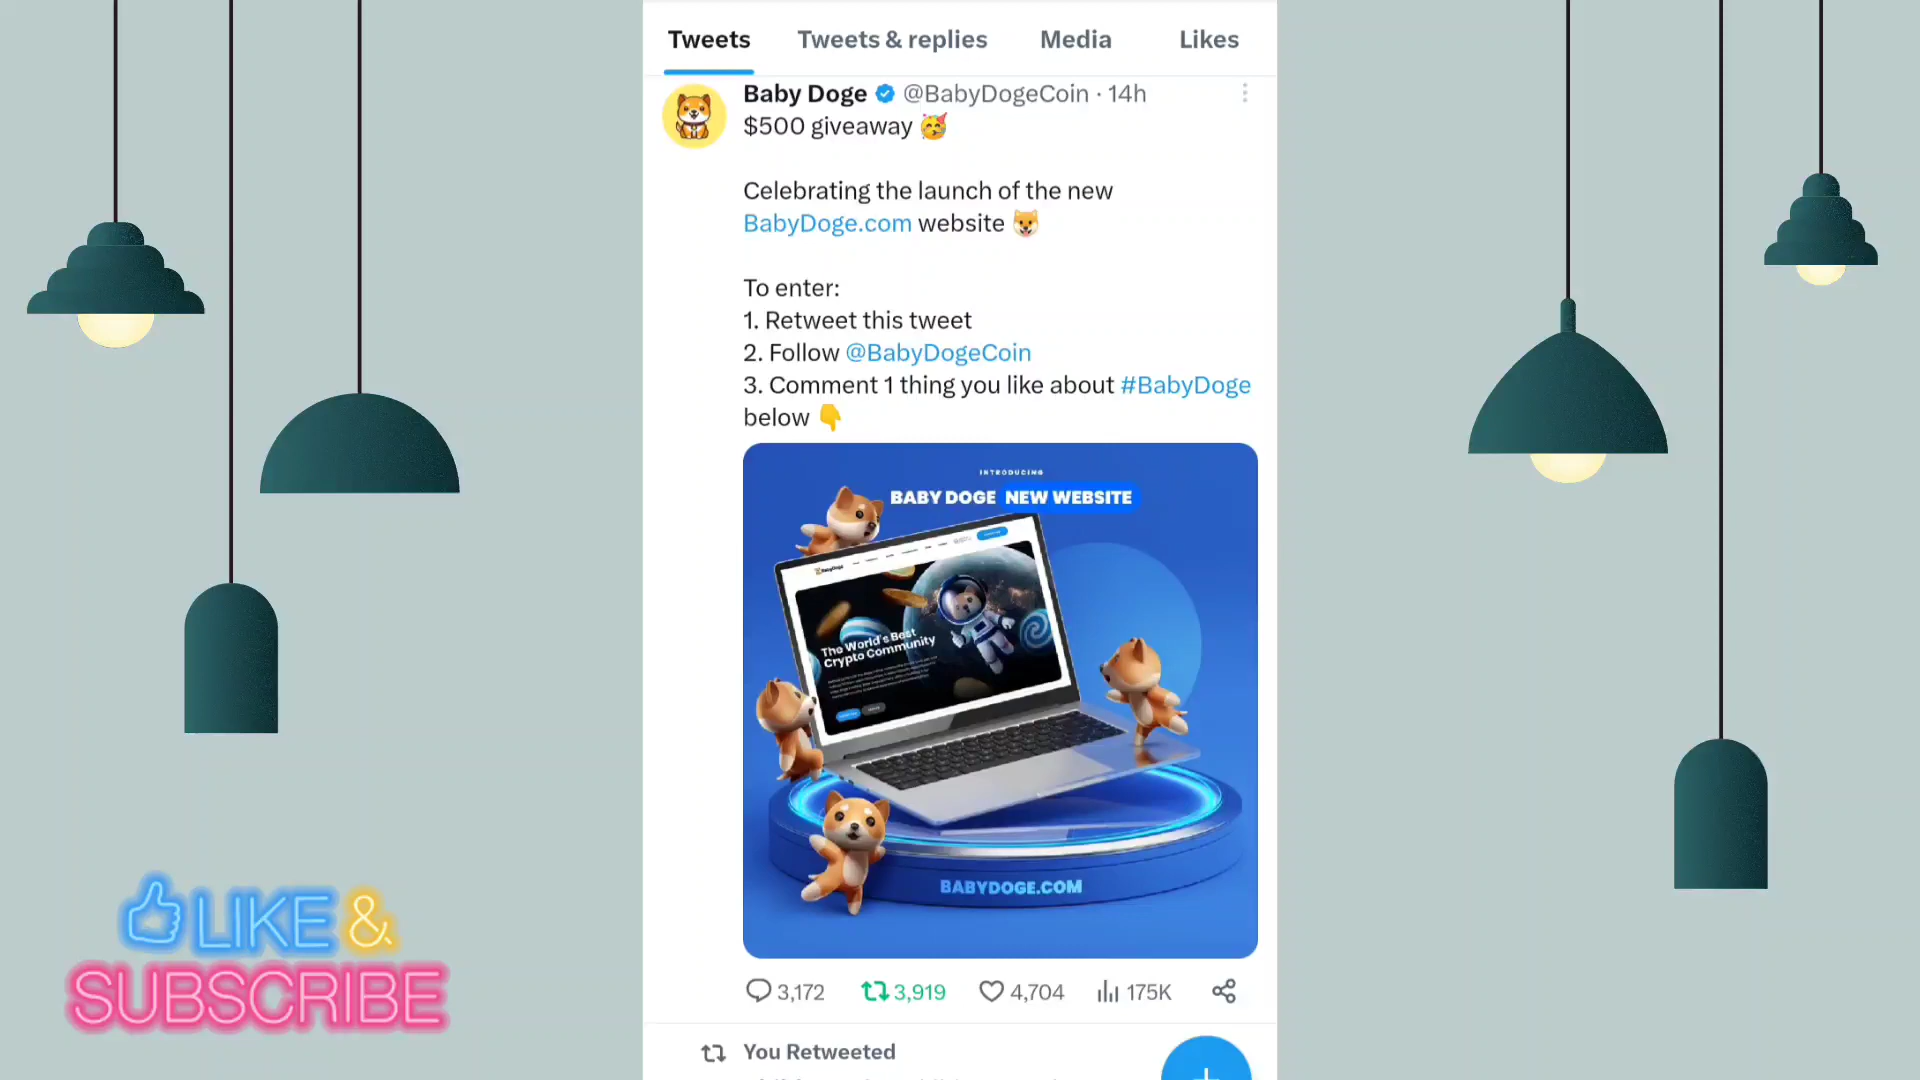 Tweets Tweets & replies Media Likes
Baby Doge @BabyDogeCoin · 14h
$500 giveaway 🥳
Celebrating the launch of the new
BabyDoge.com website 🐶
To enter:
1. Retweet this tweet
2. Follow @BabyDogeCoin
3. Comment 1 thing you like about #BabyDoge
below 👇
INTRODUCING
BABY DOGE NEW WEBSITE
BabyDoge
The World's Best
Crypto Community
BABYDOGE.COM
3,172 3,919 4,704 175K
You Retweeted
LIKE &
SUBSCRIBE